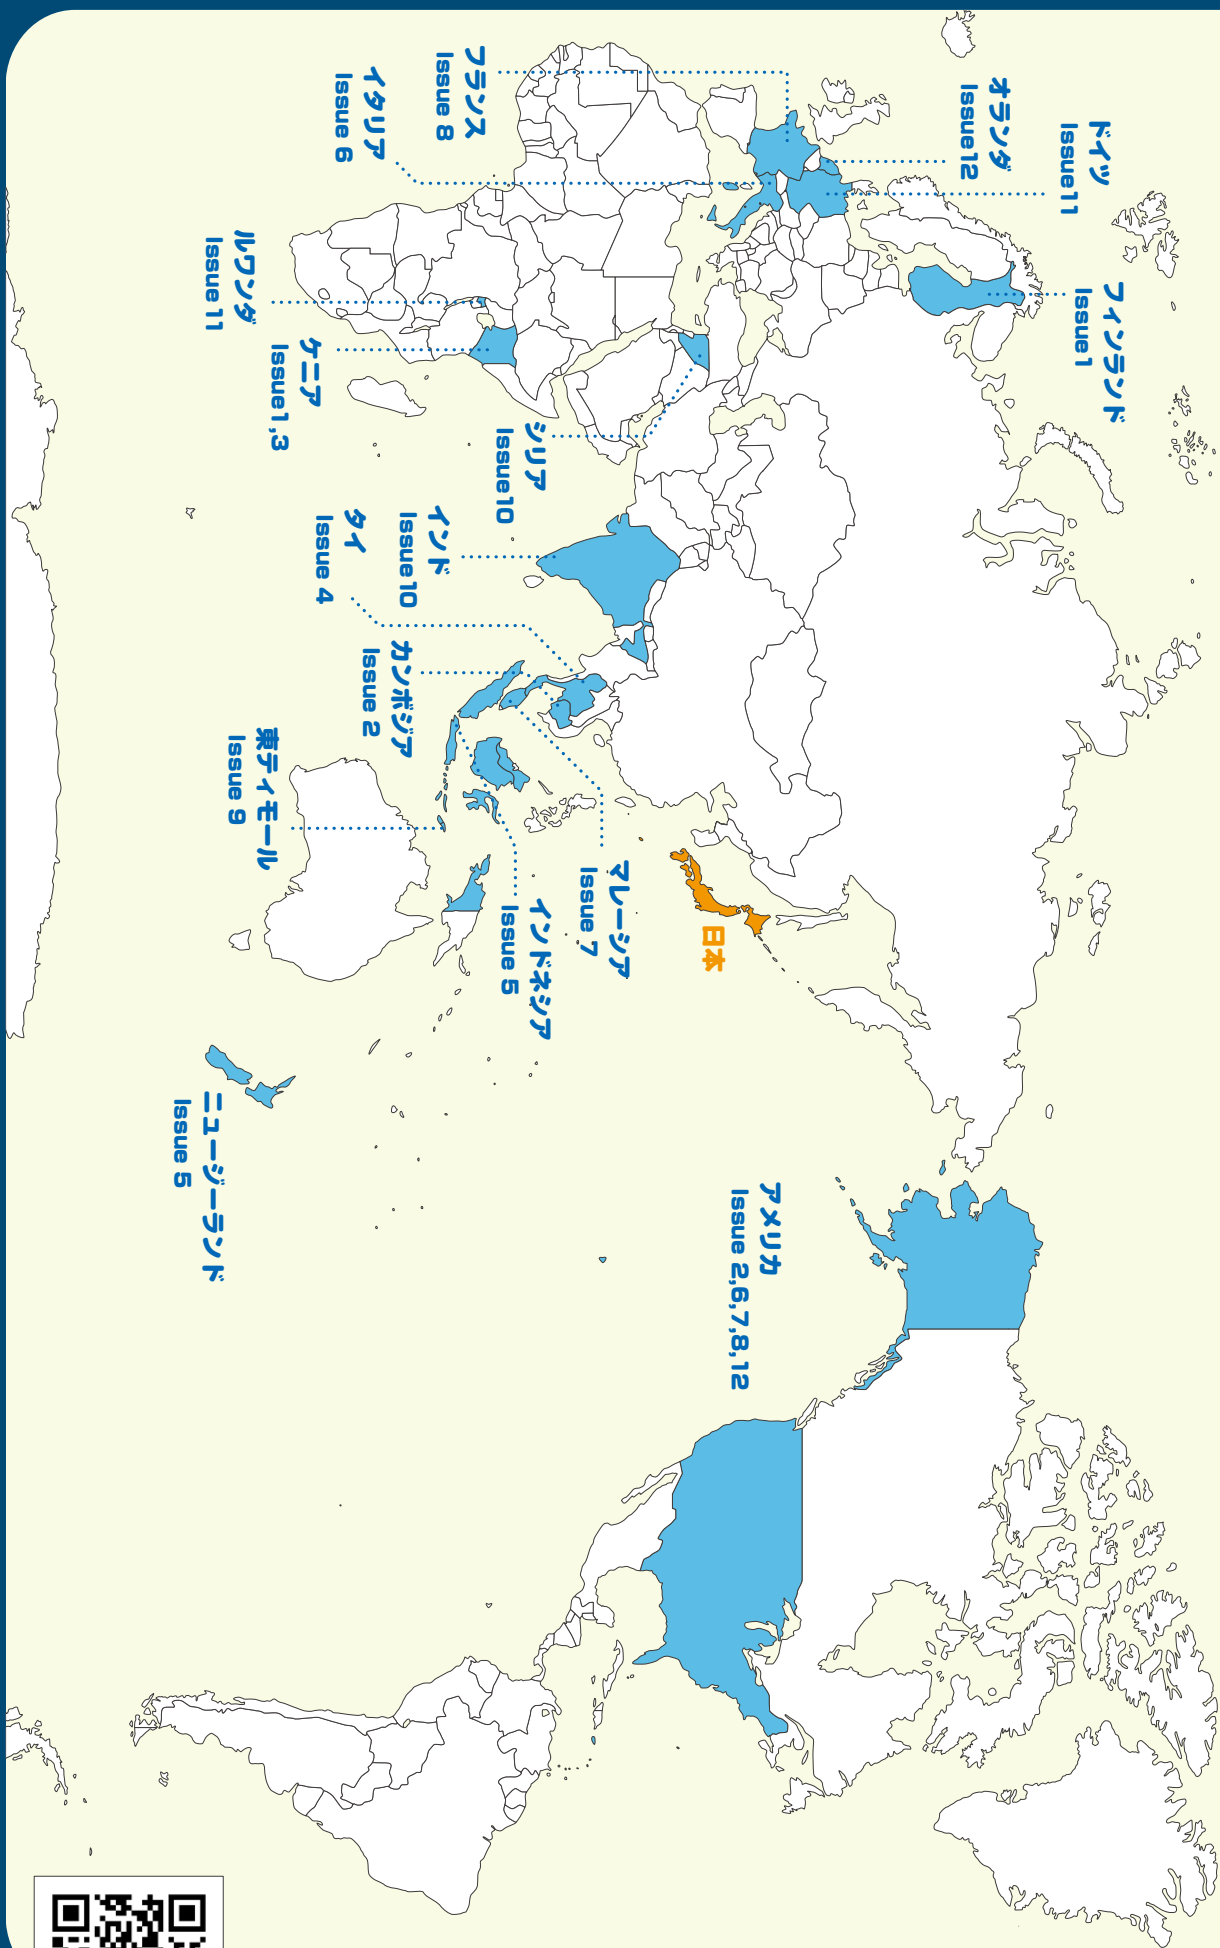 フランス
Issue 8
イタリア
Issue 6
オランダ
Issue12
ドイツ
Issue11
フィンランド
Issue1
ルワンダ
Issue 11
ケニア
Issue1,3
シリア
Issue10
インド
Issue10
タイ
Issue 4
カンボジア
Issue 2
東ティモール
Issue 9
マレーシア
Issue 7
インドネシア
Issue 5
日本
ニュージーランド
Issue 5
アメリカ
Issue 2,6,7,8,12